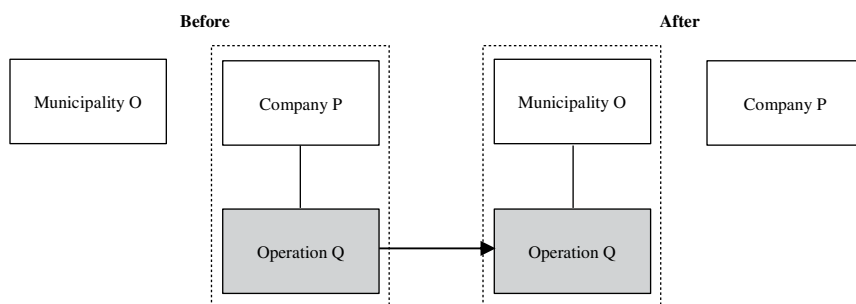 Before
After
Municipality O
Company P
Municipality O
Company P
Operation Q
Operation Q